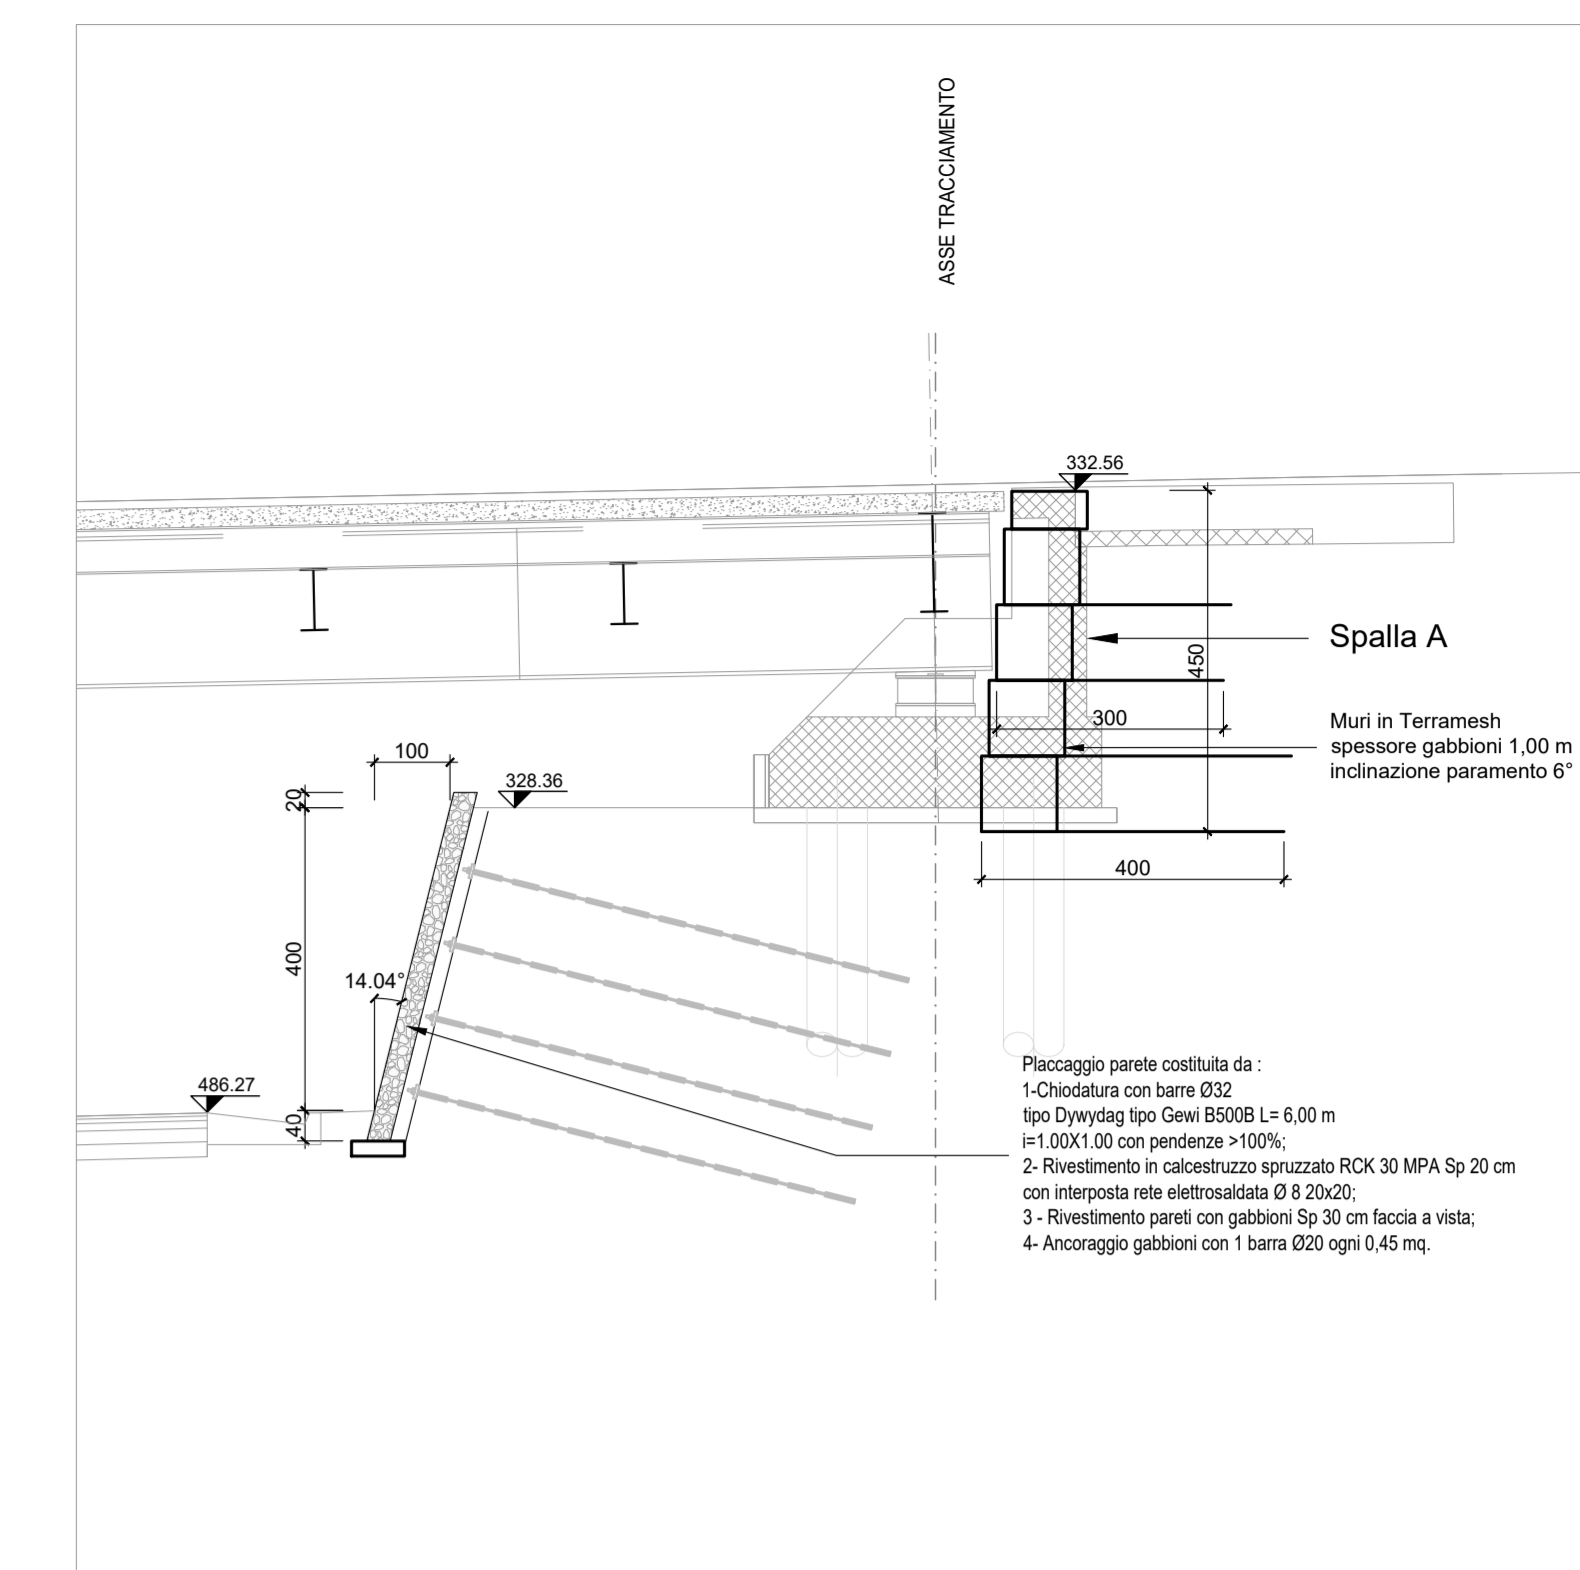 ASSE TRACCIAMENTO
332.56
Spalla A
450
300
Muri in Terramesh
spessore gabbioni 1,00 m
inclinazione paramento 6°
100
328.36
20
400
400
14.04°
486.27
40
Placcaggio parete costituita da :
1-Chiodatura con barre Ø32
tipo Dywydag tipo Gewi B500B L= 6,00 m
i=1.00X1.00 con pendenze >100%;
2- Rivestimento in calcestruzzo spruzzato RCK 30 MPA Sp 20 cm
con interposta rete elettrosaldata Ø 8 20x20;
3 - Rivestimento pareti con gabbioni Sp 30 cm faccia a vista;
4- Ancoraggio gabbioni con 1 barra Ø20 ogni 0,45 mq.